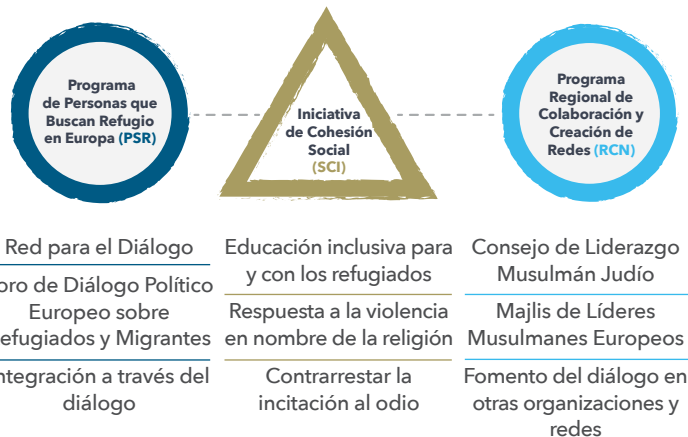 Programa
de Personas que
Buscan Refugio
en Europa (PSR)
Iniciativa
de Cohesión
Social
(SCI)
Programa
Regional de
Colaboración y
Creación de
Redes (RCN)
Red para el Diálogo
oro de Diálogo Político
Europeo sobre
efugiados y Migrantes
ntegración a través del
diálogo
Educación inclusiva para
y con los refugiados
Respuesta a la violencia
en nombre de la religión
Contrarrestar la
incitación al odio
Consejo de Liderazgo
Musulmán Judío
Majlis de Líderes
Musulmanes Europeos
Fomento del diálogo en
otras organizaciones y
redes